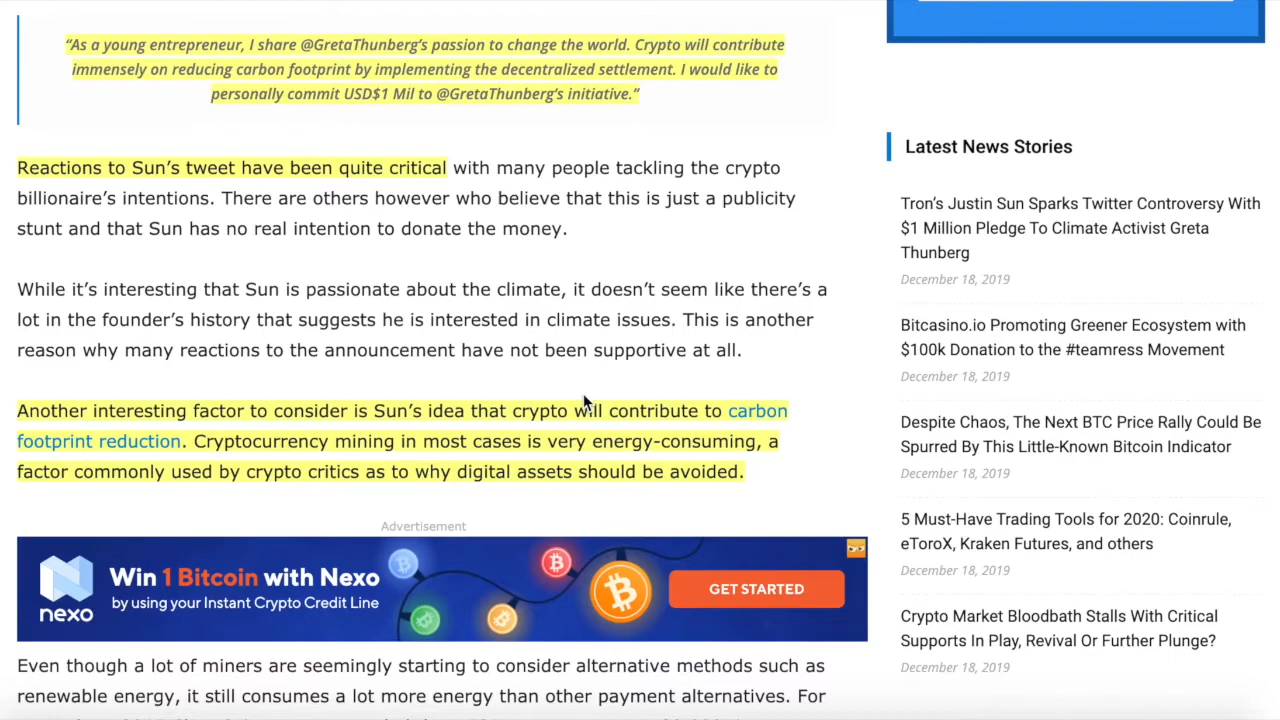 “As a young entrepreneur, I share @GretaThunberg’s passion to change the world. Crypto will contribute
immensely on reducing carbon footprint by implementing the decentralized settlement. I would like to
personally commit USD$1 Mil to @GretaThunberg’s initiative.”
Reactions to Sun’s tweet have been quite critical with many people tackling the crypto
billionaire’s intentions. There are others however who believe that this is just a publicity
stunt and that Sun has no real intention to donate the money.
While it’s interesting that Sun is passionate about the climate, it doesn’t seem like there’s a
lot in the founder’s history that suggests he is interested in climate issues. This is another
reason why many reactions to the announcement have not been supportive at all.
Another interesting factor to consider is Sun’s idea that crypto will contribute to carbon
footprint reduction. Cryptocurrency mining in most cases is very energy-consuming, a
factor commonly used by crypto critics as to why digital assets should be avoided.
Advertisement
nexo
Win 1 Bitcoin with Nexo
by using your Instant Crypto Credit Line
GET STARTED
Even though a lot of miners are seemingly starting to consider alternative methods such as
renewable energy, it still consumes a lot more energy than other payment alternatives. For
Latest News Stories
Tron’s Justin Sun Sparks Twitter Controversy With
$1 Million Pledge To Climate Activist Greta
Thunberg
December 18, 2019
Bitcasino.io Promoting Greener Ecosystem with
$100k Donation to the #teamress Movement
December 18, 2019
Despite Chaos, The Next BTC Price Rally Could Be
Spurred By This Little-Known Bitcoin Indicator
December 18, 2019
5 Must-Have Trading Tools for 2020: Coinrule,
eToroX, Kraken Futures, and others
December 18, 2019
Crypto Market Bloodbath Stalls With Critical
Supports In Play, Revival Or Further Plunge?
December 18, 2019